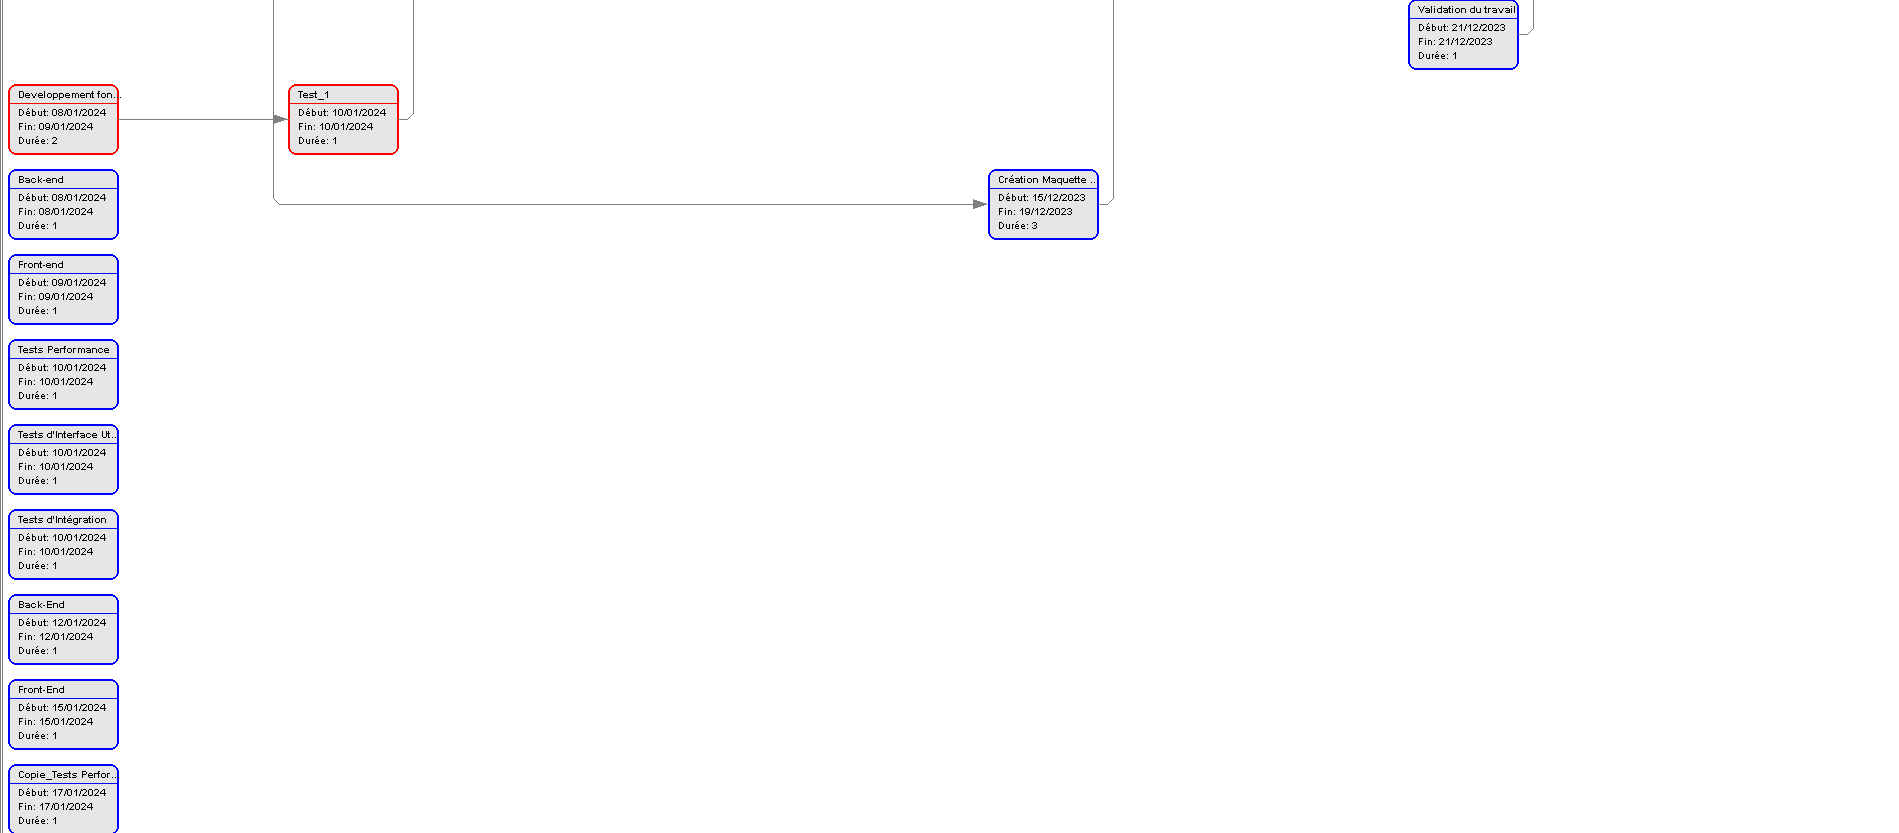 Validation du travail
Début: 21/12/2023
Fin: 21/12/2023
Durée: 1
Developpement fon..
Début: 08/01/2024
Fin: 09/01/2024
Durée: 2
Test_1
Début: 10/01/2024
Fin: 10/01/2024
Durée: 1
Back-end
Début: 08/01/2024
Fin: 08/01/2024
Durée: 1
Création Maquette ..
Début: 15/12/2023
Fin: 19/12/2023
Durée: 3
Front-end
Début: 09/01/2024
Fin: 09/01/2024
Durée: 1
Tests Performance
Début: 10/01/2024
Fin: 10/01/2024
Durée: 1
Tests d'Interface Ut..
Début: 10/01/2024
Fin: 10/01/2024
Durée: 1
Tests d'Intégration
Début: 10/01/2024
Fin: 10/01/2024
Durée: 1
Back-End
Début: 12/01/2024
Fin: 12/01/2024
Durée: 1
Front-End
Début: 15/01/2024
Fin: 15/01/2024
Durée: 1
Copie_Tests Perfor..
Début: 17/01/2024
Fin: 17/01/2024
Durée: 1